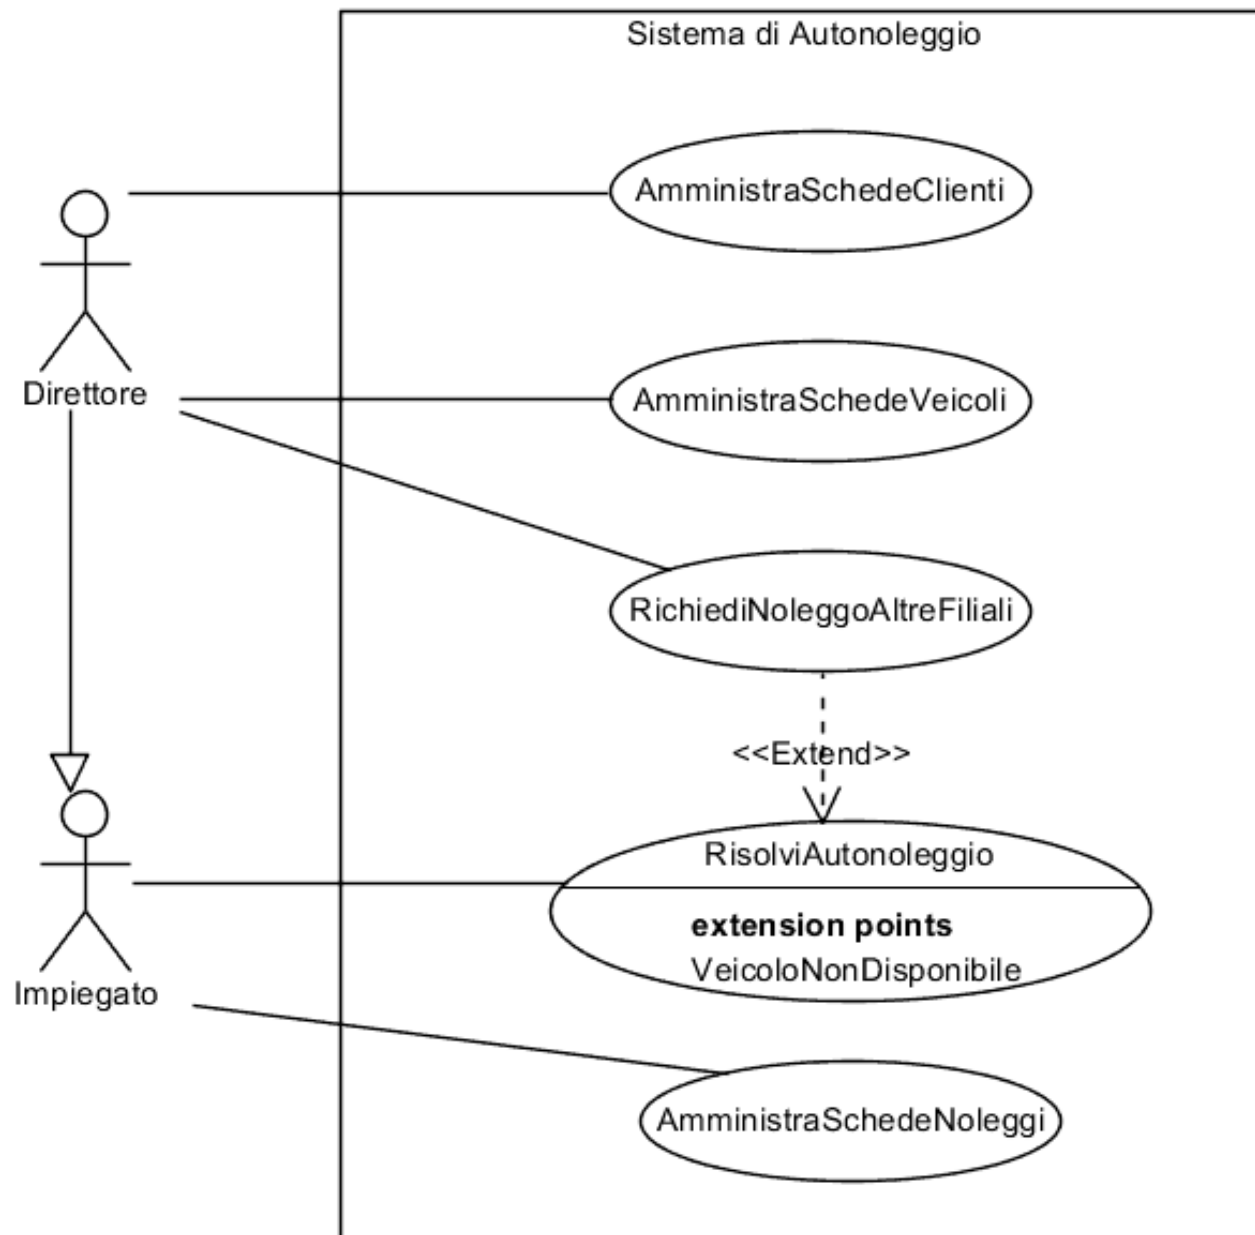 Sistema di Autonoleggio
AmministraSchedeClienti
Direttore
AmministraSchedeVeicoli
RichiediNoleggoAltreFiliali
<<Extend>>
RisolviAutonoleggio
extension points
VeicoloNonDisponibile
Impiegato
AmministraSchedeNoleggi